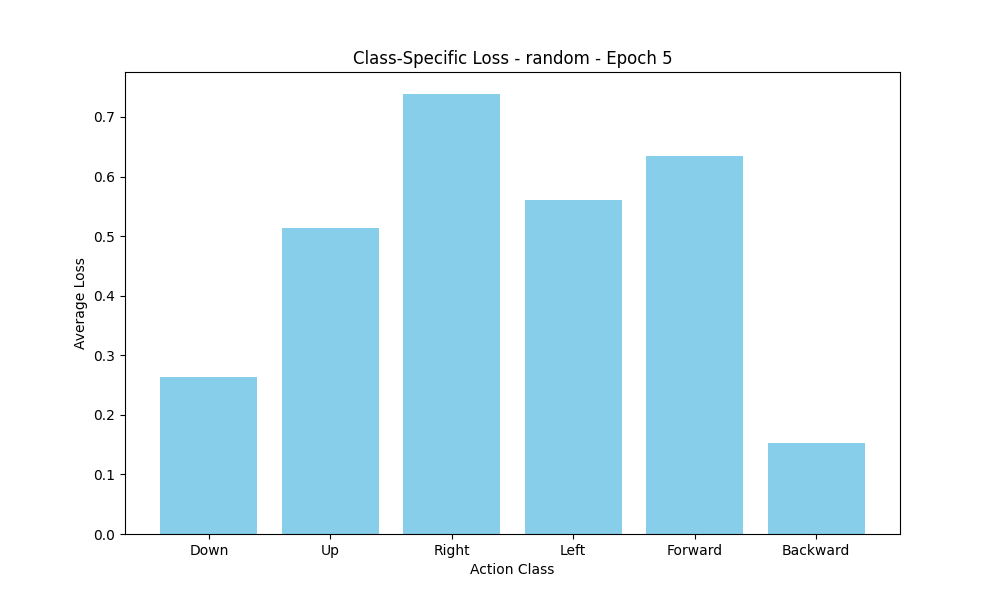 Class-Specific Loss - random - Epoch 5
Average Loss
0.7
0.6
0.5
0.4
0.3
0.2
0.1
0.0
Down Up Right Left Forward Backward
Action Class